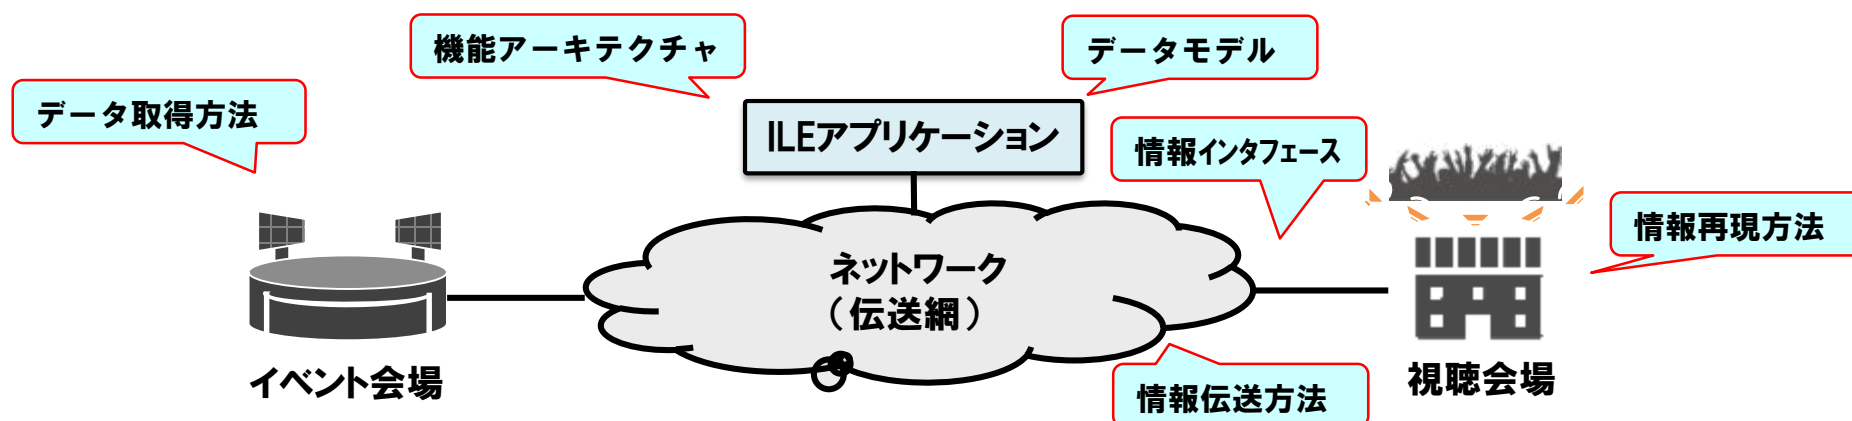 機能アーキテクチャ
データモデル
データ取得方法
ILEアプリケーション
情報インタフェース
情報再現方法
ネットワーク
（伝送網）
イベント会場
視聴会場
情報伝送方法